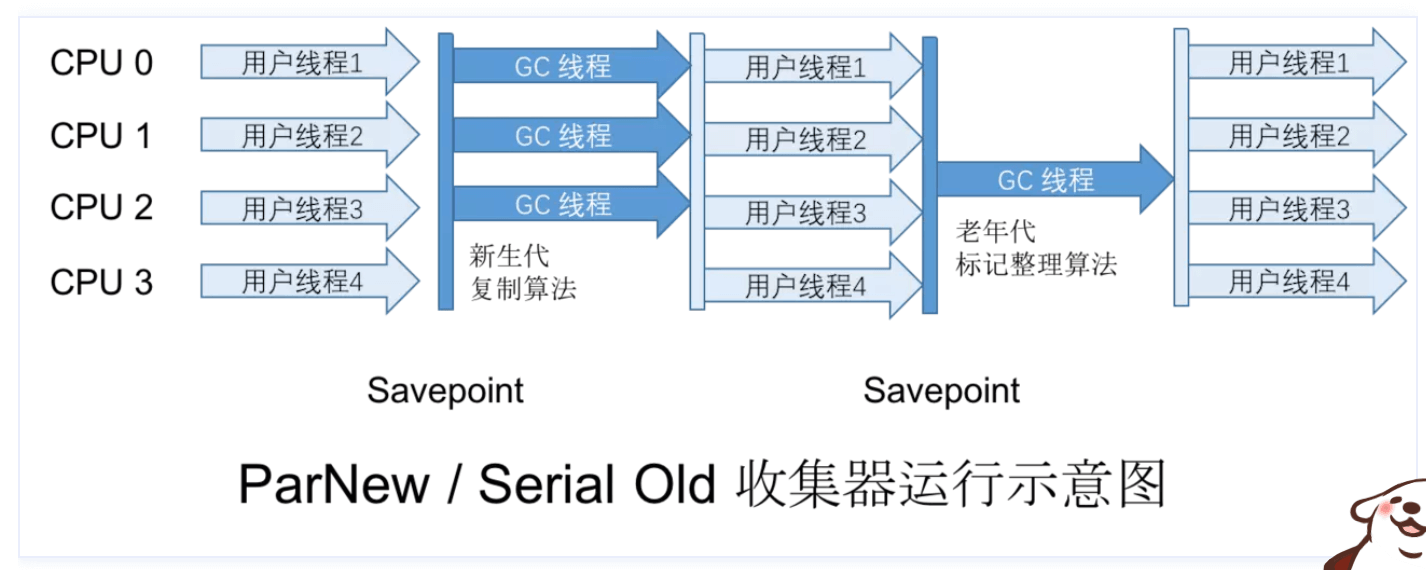 CPU 0 用户线程1 GC 线程 用户线程1 用户线程1
CPU 1 用户线程2 GC 线程 用户线程2 用户线程2
GC 线程
CPU 2 用户线程3 GC 线程 用户线程3 用户线程3
新生代
复制算法
老年代
标记整理算法
CPU 3 用户线程4 用户线程4 用户线程4
Savepoint Savepoint
ParNew / Serial Old 收集器运行示意图